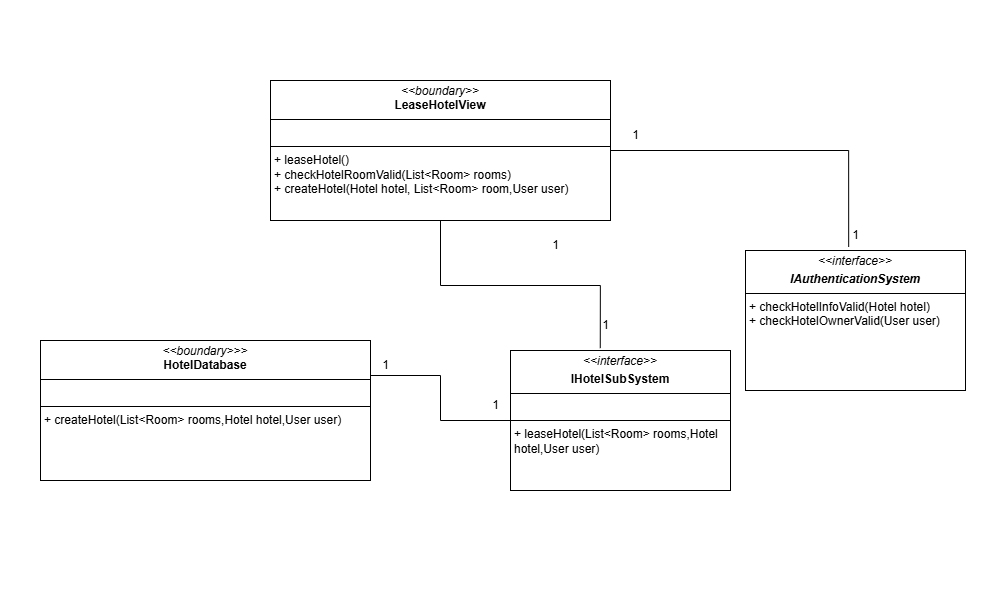 <<boundary>>
LeaseHotelView
+ leaseHotel()
+ checkHotelRoomValid(List<Room> rooms)
+ createHotel(Hotel hotel, List<Room> room,User user)
1
1
1
<<interface>>
IAuthenticationSystem
+ checkHotelInfoValid(Hotel hotel)
+ checkHotelOwnerValid(User user)
1
<<boundary>>>
HotelDatabase
+ createHotel(List<Room> rooms,Hotel hotel,User user)
1
1
<<interface>>
IHotelSubSystem
+ leaseHotel(List<Room> rooms,Hotel
hotel,User user)